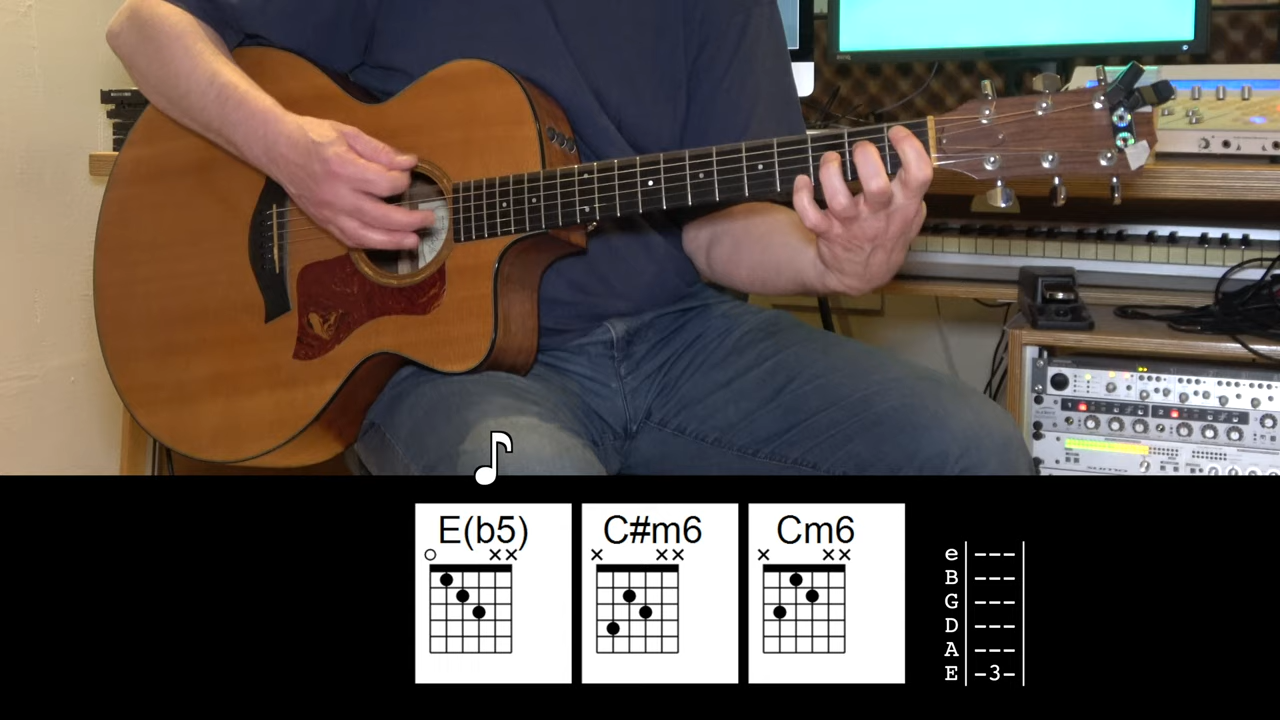 E(b5) C#m6 Cm6
○ ×× × ×× × ××
e|---|
B|---|
G|---|
D|---|
A|---|
E|-3-|